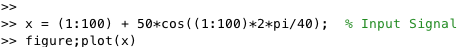 >>
>> x = (1:100) + 50*cos((1:100)*2*pi/40);  % Input Signal
>> figure;plot(x)